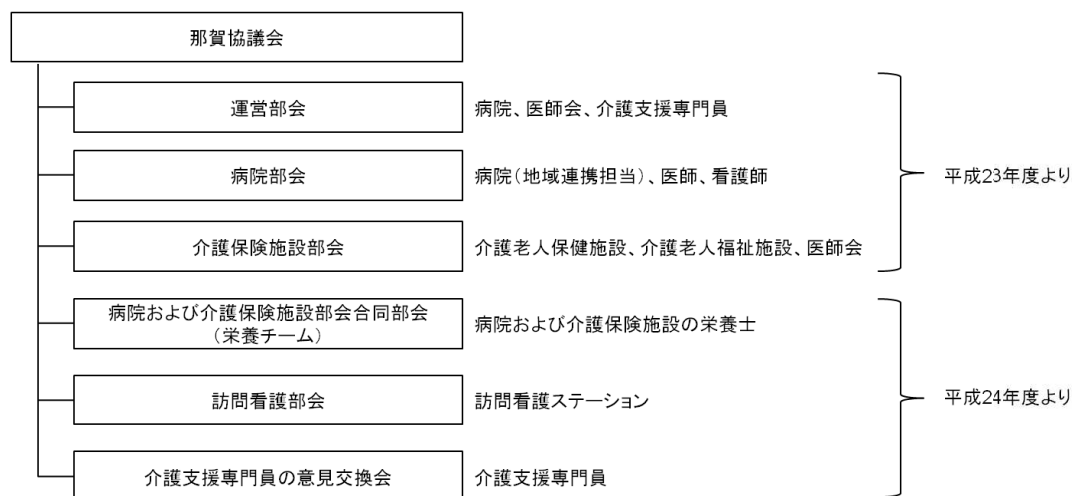 那賀協議会
運営部会
病院、医師会、介護支援専門員
病院部会
病院（地域連携担当）、医師、看護師
平成23年度より
介護保険施設部会
介護老人保健施設、介護老人福祉施設、医師会
病院および介護保険施設部会合同部会
（栄養チーム）
病院および介護保険施設の栄養士
訪問看護部会
訪問看護ステーション
平成24年度より
介護支援専門員の意見交換会
介護支援専門員